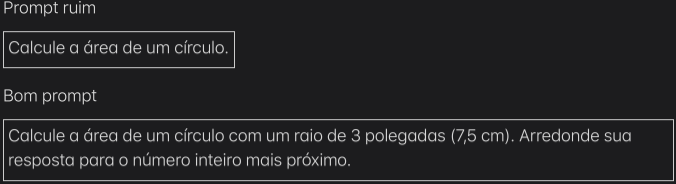 Prompt ruim
Calcule a área de um círculo.
Bom prompt
Calcule a área de um círculo com um raio de 3 polegadas (7,5 cm). Arredonde sua
resposta para o número inteiro mais próximo.